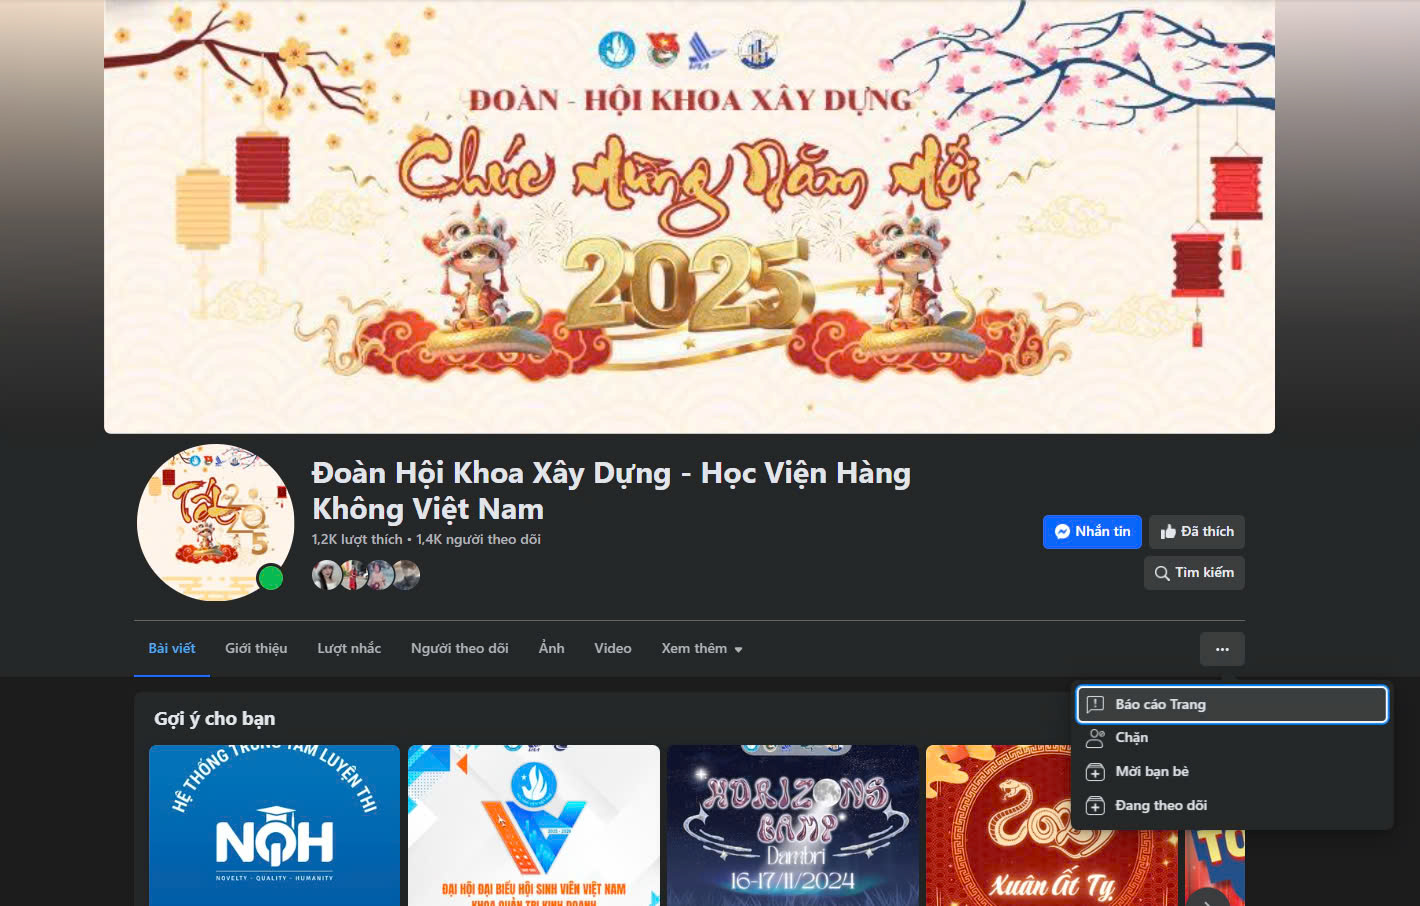 ĐOÀN - HỘI KHOA XÂY DỰNG
Chúc Mừng Năm Mới
2025
Tết
2025
Đoàn Hội Khoa Xây Dựng - Học Viện Hàng
Không Việt Nam
1,2K lượt thích • 1,4K người theo dõi
Nhắn tin
Đã thích
Tìm kiếm
Bài viết
Giới thiệu
Lượt nhắc
Người theo dõi
Ảnh
Video
Xem thêm
Báo cáo Trang
Chặn
Mời bạn bè
Đang theo dõi
Gợi ý cho bạn
HỆ THỐNG TRUNG TÂM LUYỆN THI
NQH
NOVELTY - QUALITY - HUMANITY
2023 - 2028
ĐẠI HỘI ĐẠI BIỂU HỘI SINH VIÊN VIỆT NAM
KHOA QUẢN TRỊ KINH DOANH
HORIZONS
CAMP
Dambri
16-17/11/2024
Xuân Ất Tỵ